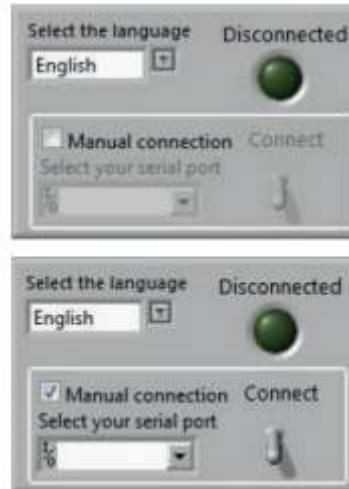 Select the language Disconnected
English
Manual connection Connect
Select your serial port
Select the language Disconnected
English
Manual connection Connect
Select your serial port